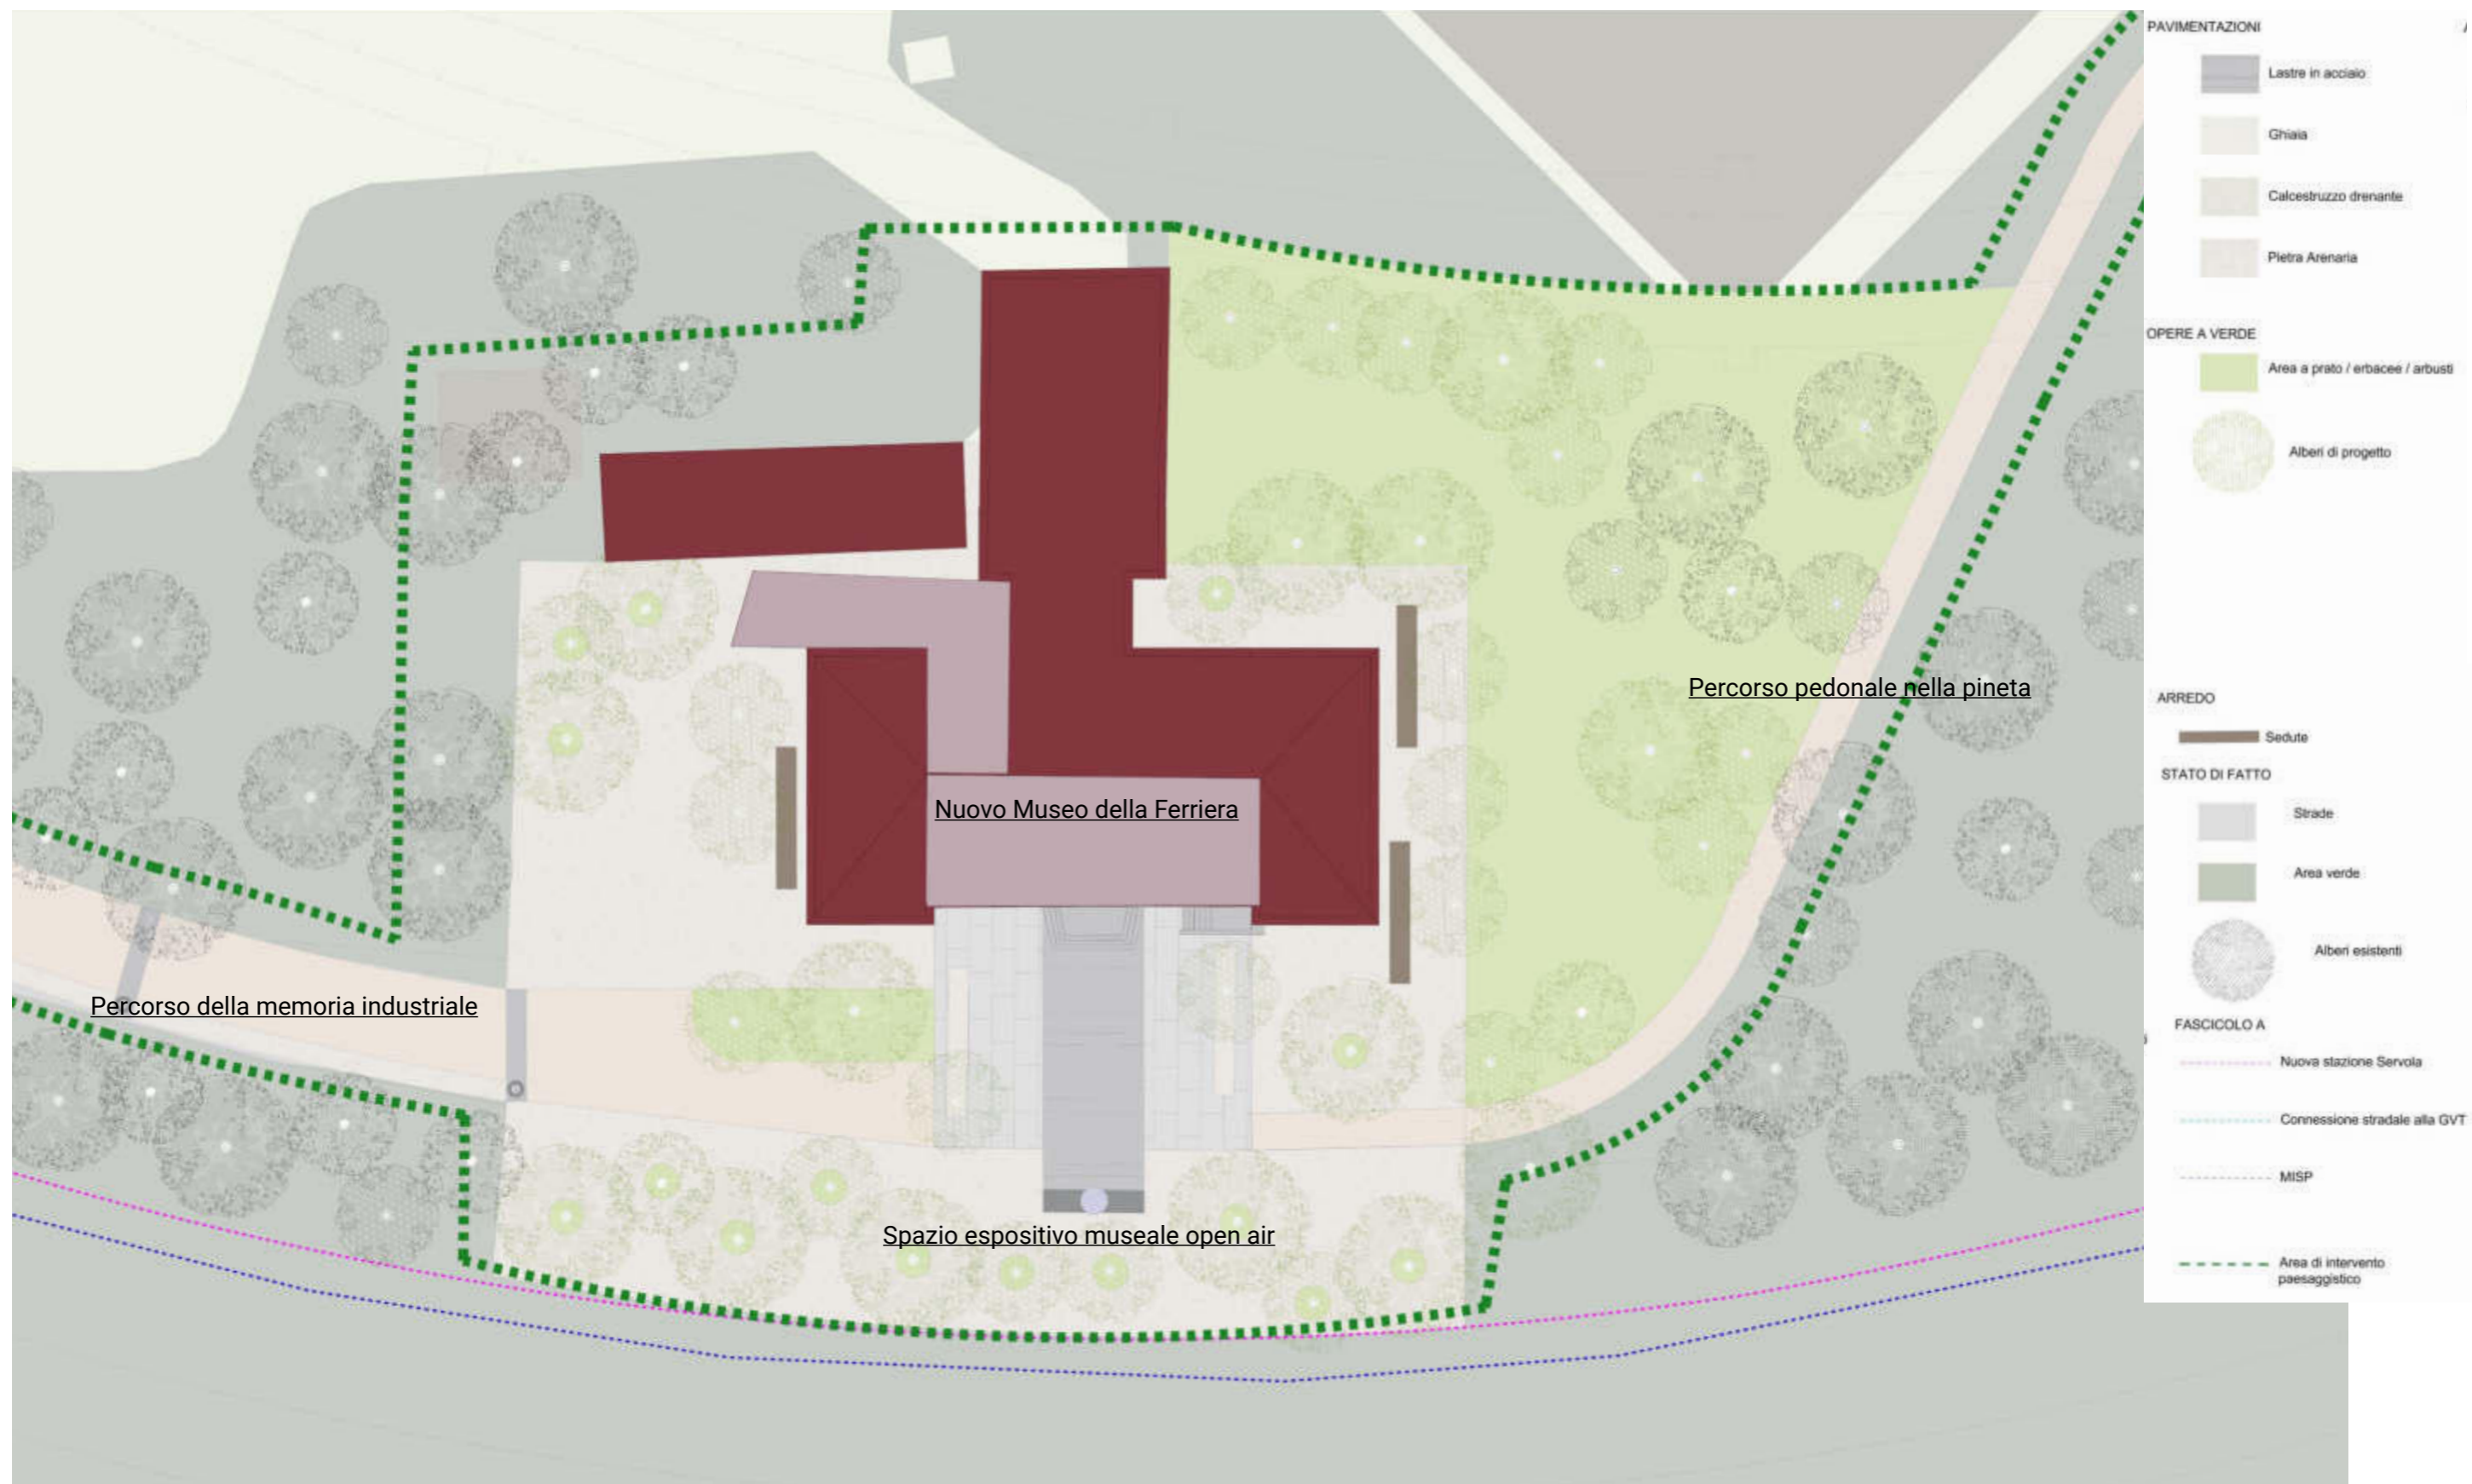 Percorso pedonale nella pineta
Nuovo Museo della Ferriera
Percorso della memoria industriale
Spazio espositivo museale open air
PAVIMENTAZIONI
Lastre in acciaio
Ghiaia
Calcestruzzo drenante
Pietra Arenaria
OPERE A VERDE
Area a prato / erbacee / arbusti
Alberi di progetto
ARREDO
Sedute
STATO DI FATTO
Strade
Area verde
Alberi esistenti
FASCICOLO A
Nuova stazione Servola
Connessione stradale alla GVT
MISP
Area di intervento
paesaggistico